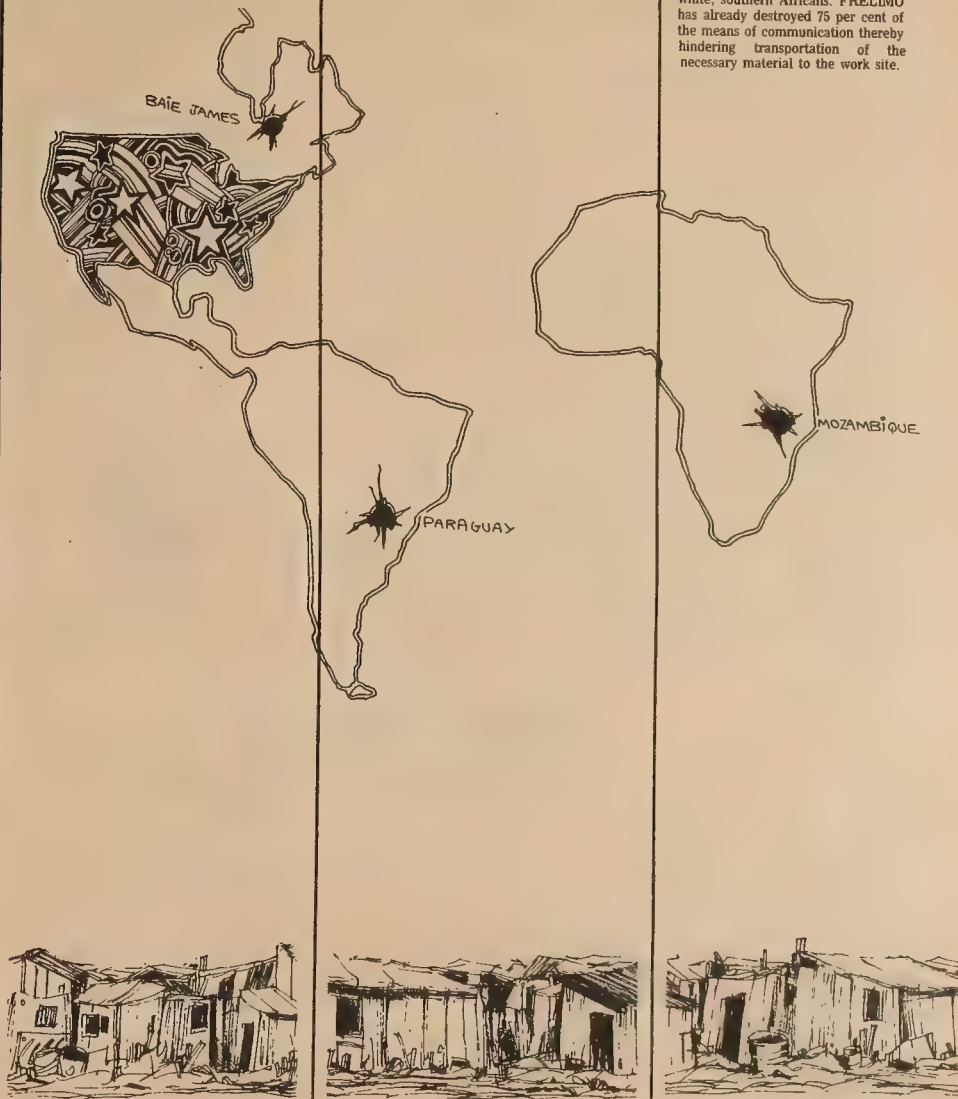 white, southern Africans. FRELIMO
has already destroyed 75 per cent of
the means of communication thereby
hindering transportation of the
necessary material to the work site.
BAiE JAMES
MOZAMBiQUE
PARAGUAY